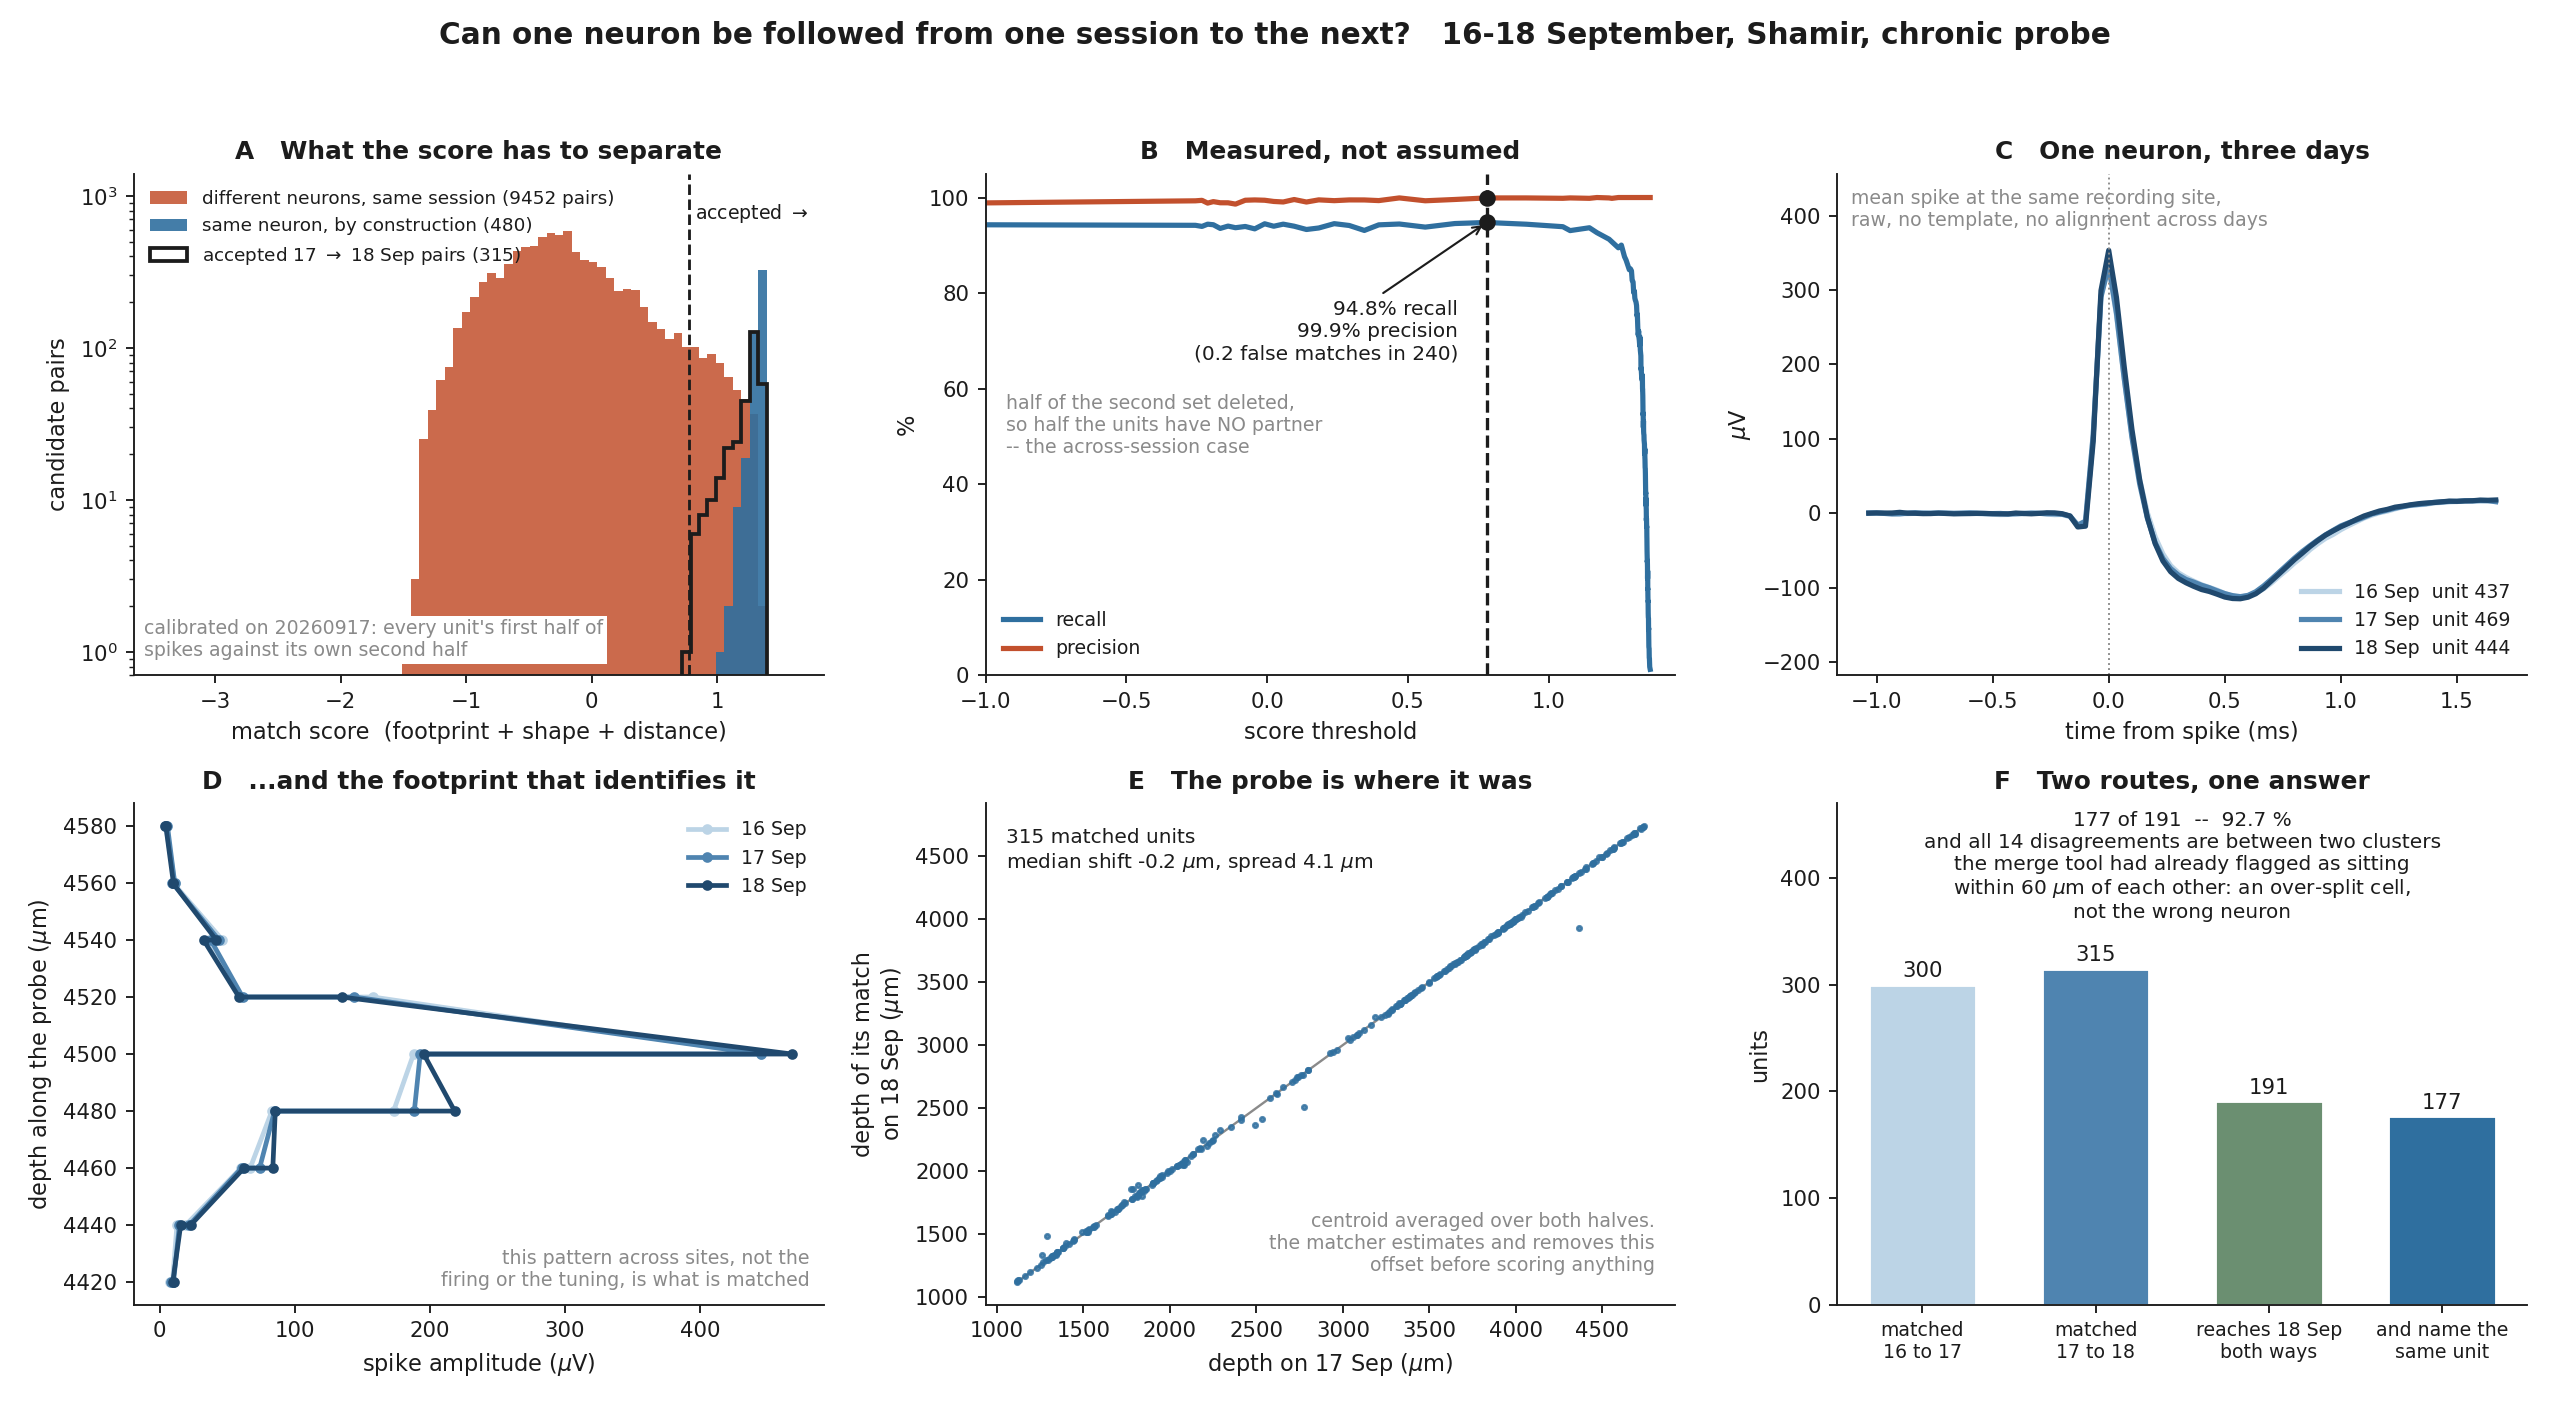 Can one neuron be followed from one session to the next?   16-18 September, Shamir, chronic probe
A   What the score has to separate
different neurons, same session (9452 pairs)
same neuron, by construction (480)
accepted 17 → 18 Sep pairs (315)
accepted →
calibrated on 20260917: every unit's first half of
spikes against its own second half
candidate pairs
10³
10²
10¹
10⁰
−3 −2 −1 0 1
match score  (footprint + shape + distance)
B   Measured, not assumed
94.8% recall
99.9% precision
(0.2 false matches in 240)
half of the second set deleted,
so half the units have NO partner
-- the across-session case
recall
precision
%
100
80
60
40
20
0
−1.0 −0.5 0.0 0.5 1.0
score threshold
C   One neuron, three days
mean spike at the same recording site,
raw, no template, no alignment across days
16 Sep  unit 437
17 Sep  unit 469
18 Sep  unit 444
µV
400
300
200
100
0
−100
−200
−1.0 −0.5 0.0 0.5 1.0 1.5
time from spike (ms)
D   ...and the footprint that identifies it
16 Sep
17 Sep
18 Sep
this pattern across sites, not the
firing or the tuning, is what is matched
depth along the probe (µm)
4580
4560
4540
4520
4500
4480
4460
4440
4420
0 100 200 300 400
spike amplitude (µV)
E   The probe is where it was
315 matched units
median shift -0.2 µm, spread 4.1 µm
centroid averaged over both halves.
the matcher estimates and removes this
offset before scoring anything
depth of its match
on 18 Sep (µm)
4500
4000
3500
3000
2500
2000
1500
1000
1000 1500 2000 2500 3000 3500 4000 4500
depth on 17 Sep (µm)
F   Two routes, one answer
177 of 191  --  92.7 %
and all 14 disagreements are between two clusters
the merge tool had already flagged as sitting
within 60 µm of each other: an over-split cell,
not the wrong neuron
units
400
300
200
100
0
300
315
191
177
matched
16 to 17
matched
17 to 18
reaches 18 Sep
both ways
and name the
same unit